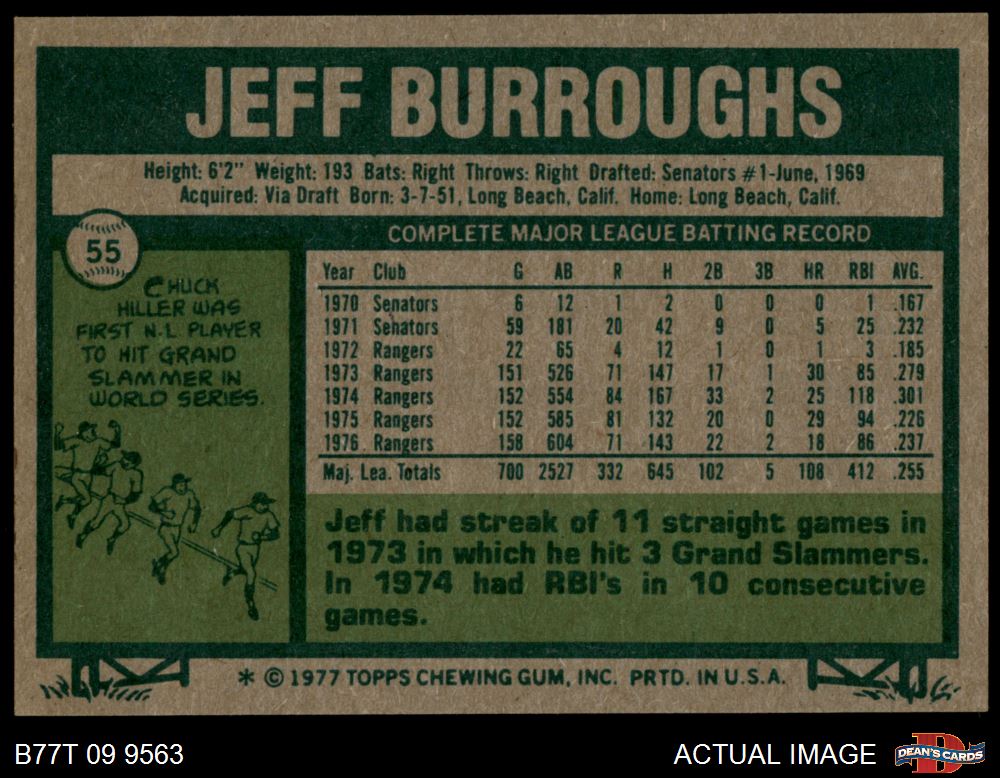 JEFF BURROUGHS
Height: 6'2" Weight: 193 Bats: Right Throws: Right Drafted: Senators #1-June, 1969
Acquired: Via Draft Born: 3-7-51, Long Beach, Calif. Home: Long Beach, Calif.
55
CHUCK
HILLER WAS
FIRST N.L. PLAYER
TO HIT GRAND
SLAMMER IN
WORLD SERIES.
COMPLETE MAJOR LEAGUE BATTING RECORD
Year Club G AB R H 2B 3B HR RBI AVG.
1970 Senators 6 12 1 2 0 0 0 1 .167
1971 Senators 59 181 20 42 9 0 5 25 .232
1972 Rangers 22 65 4 12 1 0 1 3 .185
1973 Rangers 151 526 71 147 17 1 30 85 .279
1974 Rangers 152 554 84 167 33 2 25 118 .301
1975 Rangers 152 585 81 132 20 0 29 94 .226
1976 Rangers 158 604 71 143 22 2 18 86 .237
Maj. Lea. Totals 700 2527 332 645 102 5 108 412 .255
Jeff had streak of 11 straight games in
1973 in which he hit 3 Grand Slammers.
In 1974 had RBI's in 10 consecutive
games.
* © 1977 TOPPS CHEWING GUM, INC. PRTD. IN U.S.A.
B77T 09 9563
ACTUAL IMAGE
D
DEAN'S CARDS